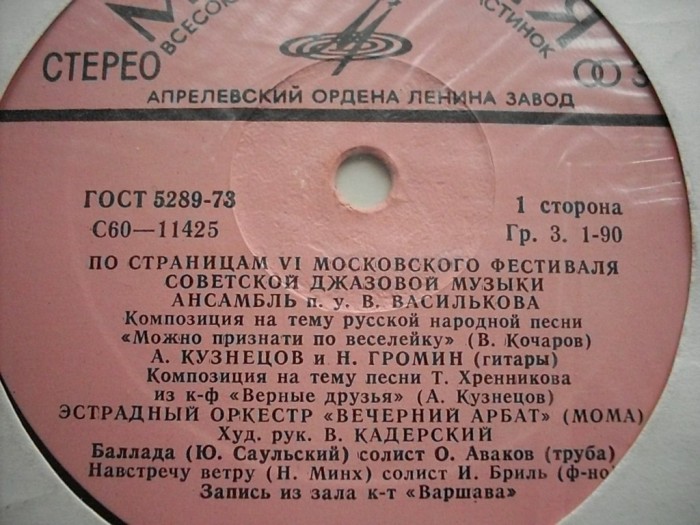 СТЕРЕО
АПРЕЛЕВСКИЙ ОРДЕНА ЛЕНИНА ЗАВОД
ГОСТ 5289-73
С60—11425
1 сторона
Гр. 3. 1-90
ПО СТРАНИЦАМ VI МОСКОВСКОГО ФЕСТИВАЛЯ
СОВЕТСКОЙ ДЖАЗОВОЙ МУЗЫКИ
АНСАМБЛЬ п. у. В. ВАСИЛЬКОВА
Композиция на тему русской народной песни
«Можно признати по веселейку» (В. Кочаров)
А. КУЗНЕЦОВ и Н. ГРОМИН (гитары)
Композиция на тему песни Т. Хренникова
из к-ф «Верные друзья» (А. Кузнецов)
ЭСТРАДНЫЙ ОРКЕСТР «ВЕЧЕРНИЙ АРБАТ» (МОМА)
Худ. рук. В. КАДЕРСКИЙ
Баллада (Ю. Саульский) солист О. Аваков (труба)
Навстречу ветру (Н. Минх) солист И. Бриль (ф-но
Запись из зала к-т «Варшава»